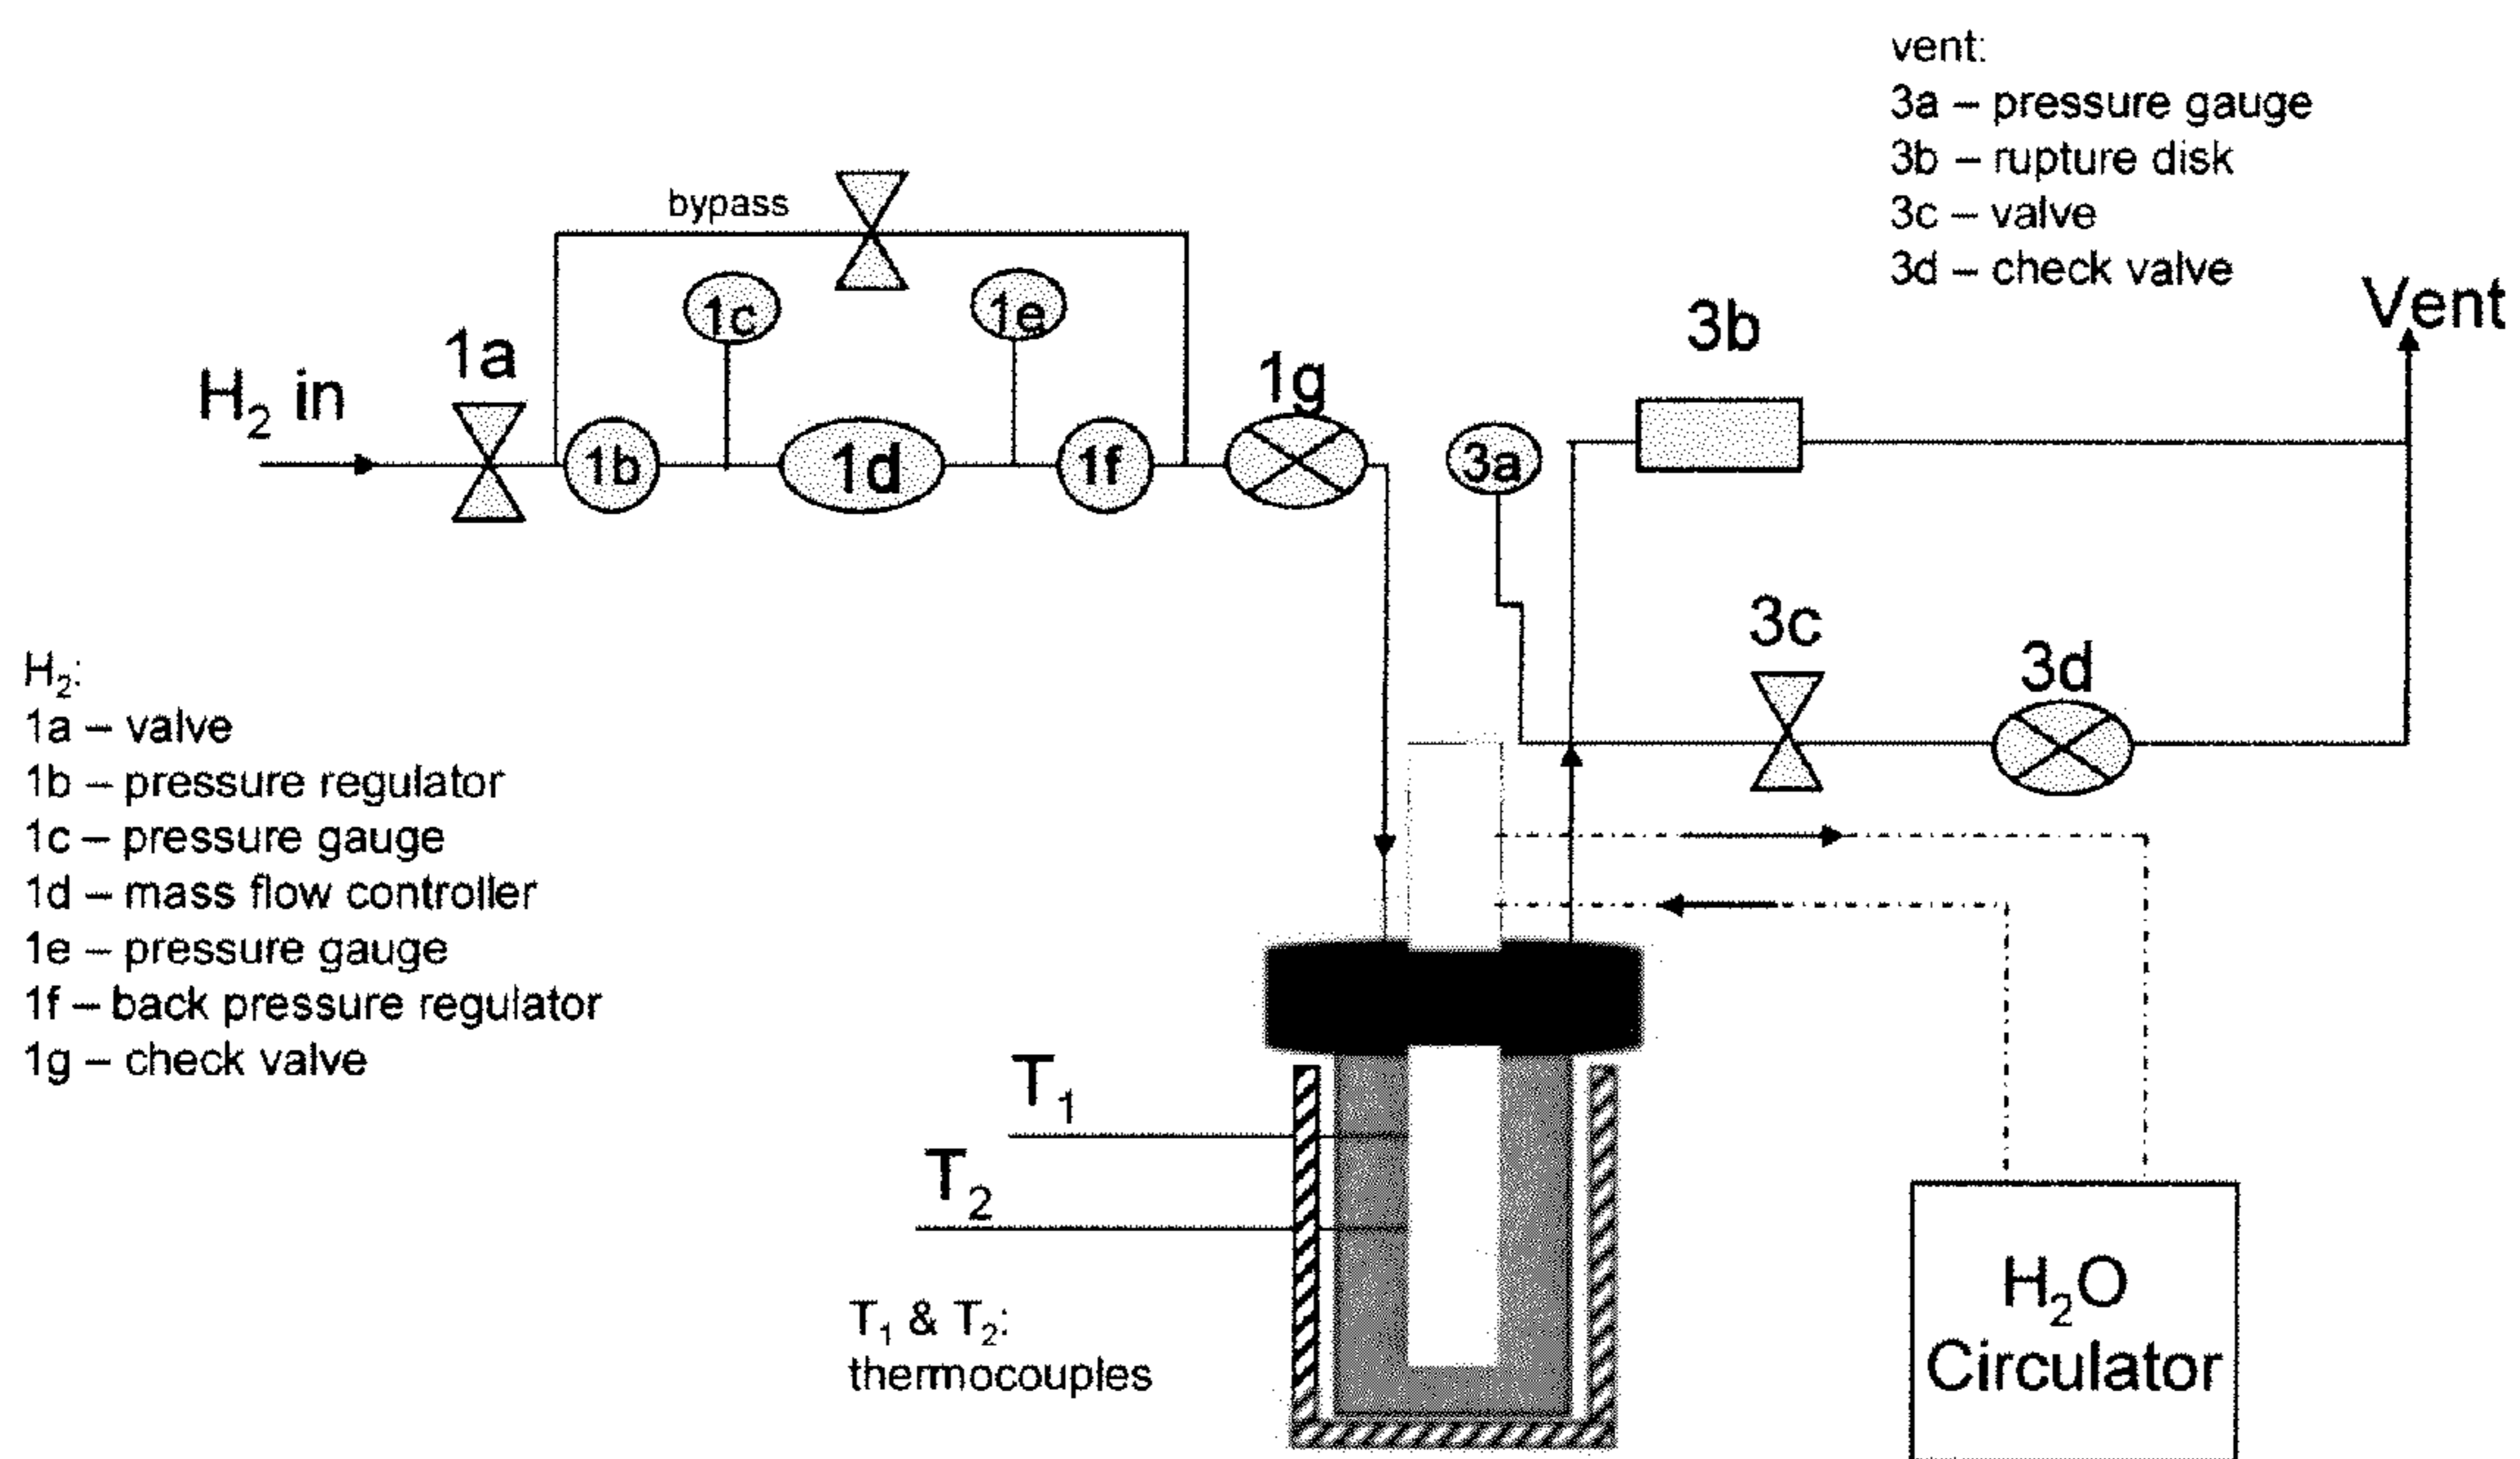 vent:
3a – pressure gauge
3b – rupture disk
3c – valve
3d – check valve
Vent
bypass
1c
1e
3b
1a
1g
H₂ in
1b
1d
1f
3a
3c
3d
H₂:
1a – valve
1b – pressure regulator
1c – pressure gauge
1d – mass flow controller
1e – pressure gauge
1f – back pressure regulator
1g – check valve
T₁
T₂
T₁ & T₂:
thermocouples
H₂O
Circulator